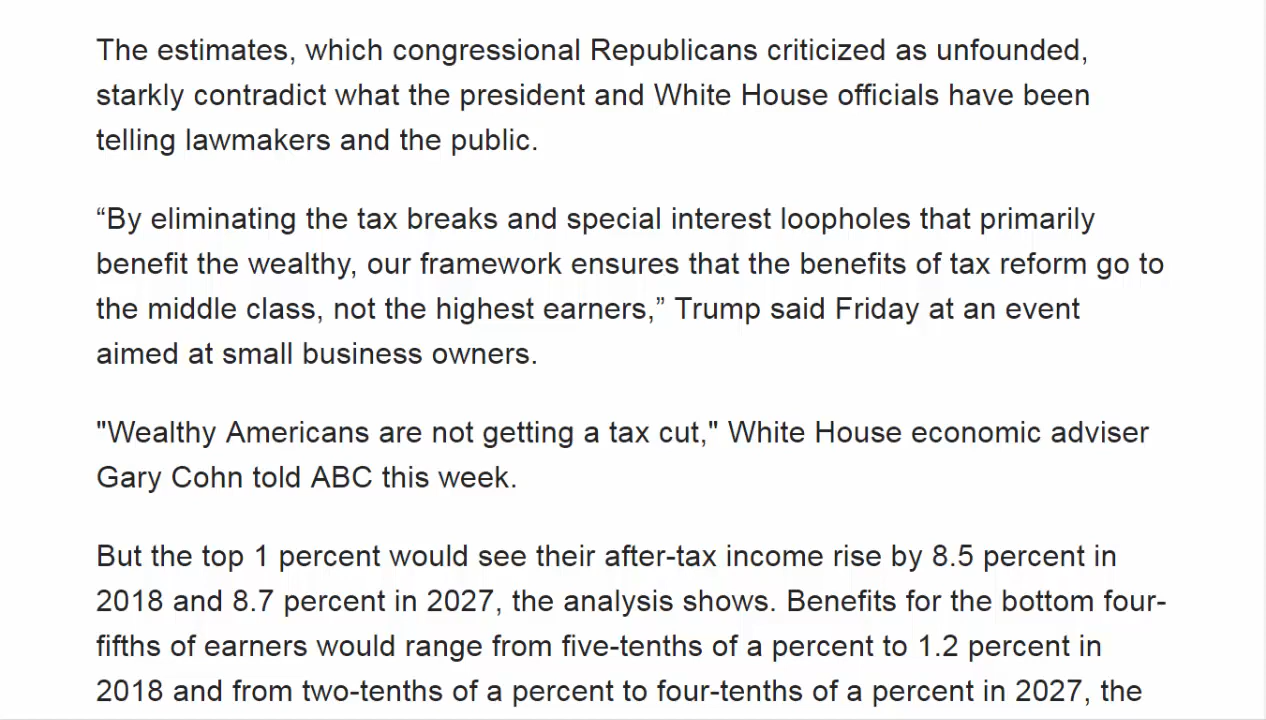 The estimates, which congressional Republicans criticized as unfounded,
starkly contradict what the president and White House officials have been
telling lawmakers and the public.
“By eliminating the tax breaks and special interest loopholes that primarily
benefit the wealthy, our framework ensures that the benefits of tax reform go to
the middle class, not the highest earners,” Trump said Friday at an event
aimed at small business owners.
"Wealthy Americans are not getting a tax cut," White House economic adviser
Gary Cohn told ABC this week.
But the top 1 percent would see their after-tax income rise by 8.5 percent in
2018 and 8.7 percent in 2027, the analysis shows. Benefits for the bottom four-
fifths of earners would range from five-tenths of a percent to 1.2 percent in
2018 and from two-tenths of a percent to four-tenths of a percent in 2027, the